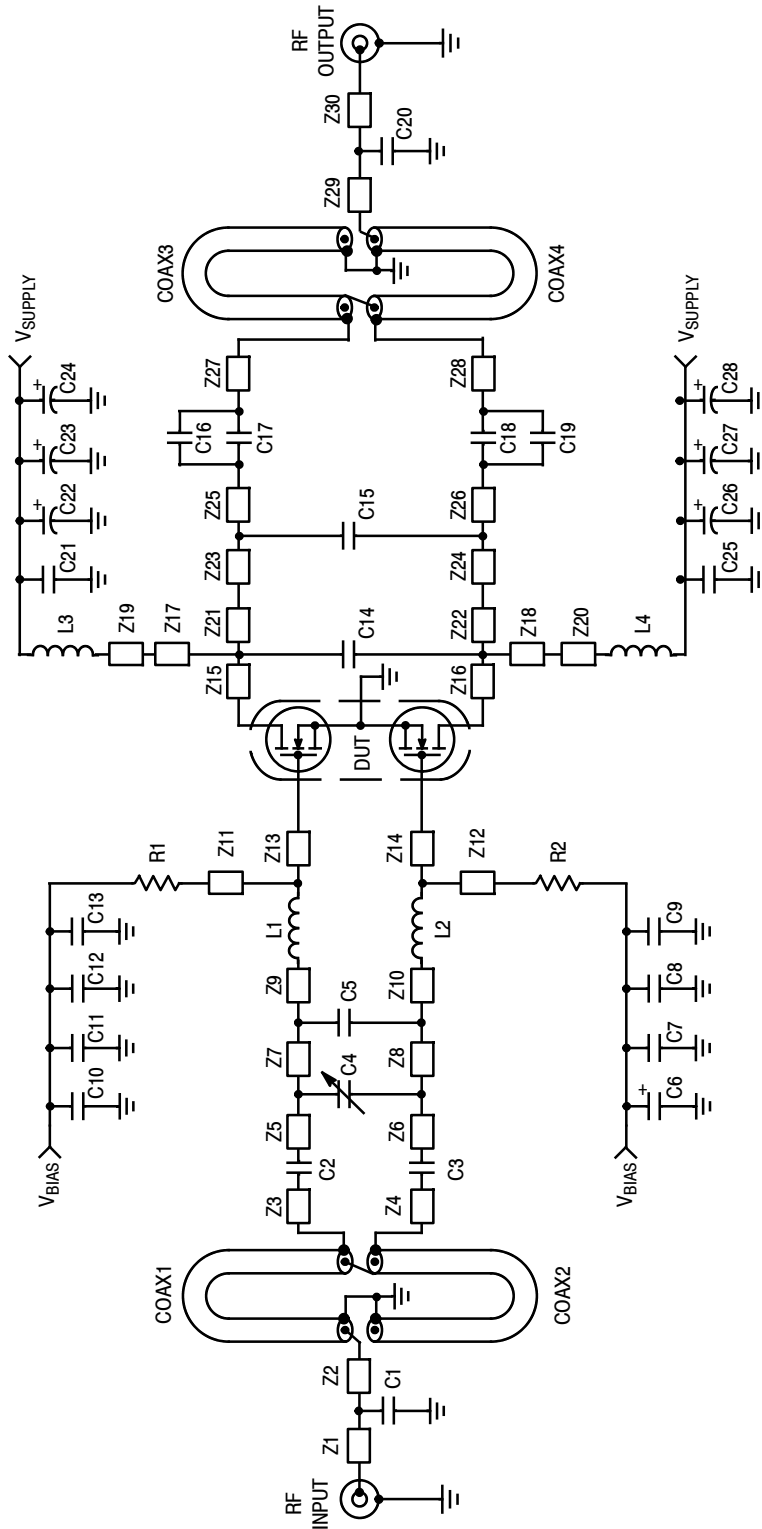 RF
INPUT
Z1
C1
Z2
COAX1
COAX2
Z3
Z4
C2
C3
Z5
Z6
C4
Z7
Z8
C5
Z9
Z10
L1
L2
VBIAS
C10
C11
C12
C13
R1
Z11
Z13
Z14
Z12
R2
VBIAS
+
C6
C7
C8
C9
DUT
Z15
Z16
C14
Z17
Z19
L3
Z18
Z20
L4
Z21
Z22
Z23
Z24
C15
Z25
Z26
C16
C17
C18
C19
Z27
Z28
C21
+
C22
+
C23
+
C24
VSUPPLY
C25
+
C26
+
C27
+
C28
VSUPPLY
COAX3
COAX4
Z29
C20
Z30
RF
OUTPUT